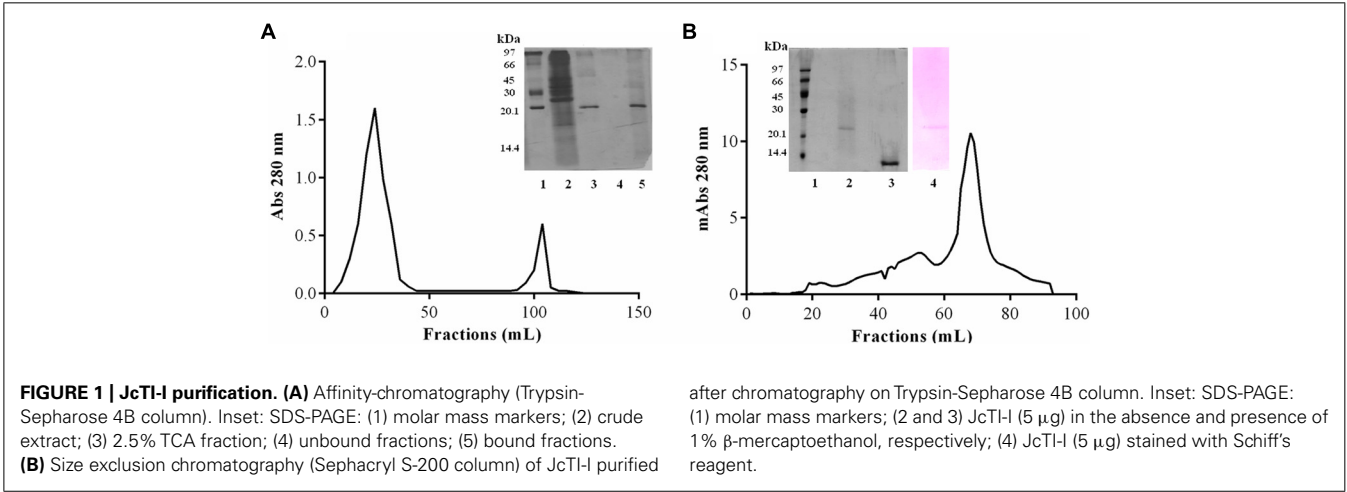 A
kDa
97
66
45
30
20.1
14.4
1 2 3 4 5
2.0
1.5
1.0
0.5
0.0
Abs 280 nm
0 50 100 150
Fractions (mL)
B
kDa
97
66
45
30
20.1
14.4
1 2 3 4
15
10
5
0
mAbs 280 nm
0 20 40 60 80 100
Fractions (mL)
FIGURE 1 | JcTI-I purification. (A) Affinity-chromatography (Trypsin-
Sepharose 4B column). Inset: SDS-PAGE: (1) molar mass markers; (2) crude
extract; (3) 2.5% TCA fraction; (4) unbound fractions; (5) bound fractions.
(B) Size exclusion chromatography (Sephacryl S-200 column) of JcTI-I purified
after chromatography on Trypsin-Sepharose 4B column. Inset: SDS-PAGE:
(1) molar mass markers; (2 and 3) JcTI-I (5 μg) in the absence and presence of
1% β-mercaptoethanol, respectively; (4) JcTI-I (5 μg) stained with Schiff's
reagent.